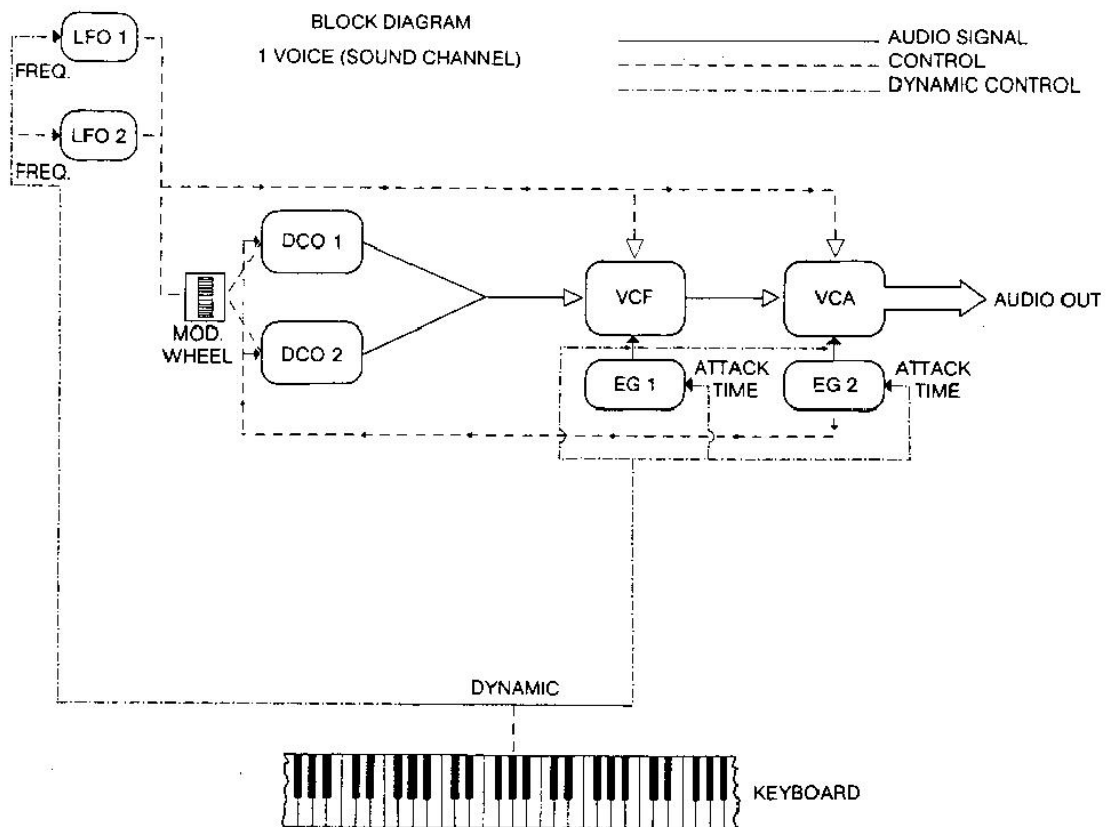 BLOCK DIAGRAM
1 VOICE (SOUND CHANNEL)
AUDIO SIGNAL
CONTROL
DYNAMIC CONTROL
LFO 1
FREQ.
LFO 2
FREQ.
DCO 1
MOD.
WHEEL
DCO 2
VCF
VCA
AUDIO OUT
EG 1
ATTACK
TIME
EG 2
ATTACK
TIME
DYNAMIC
KEYBOARD